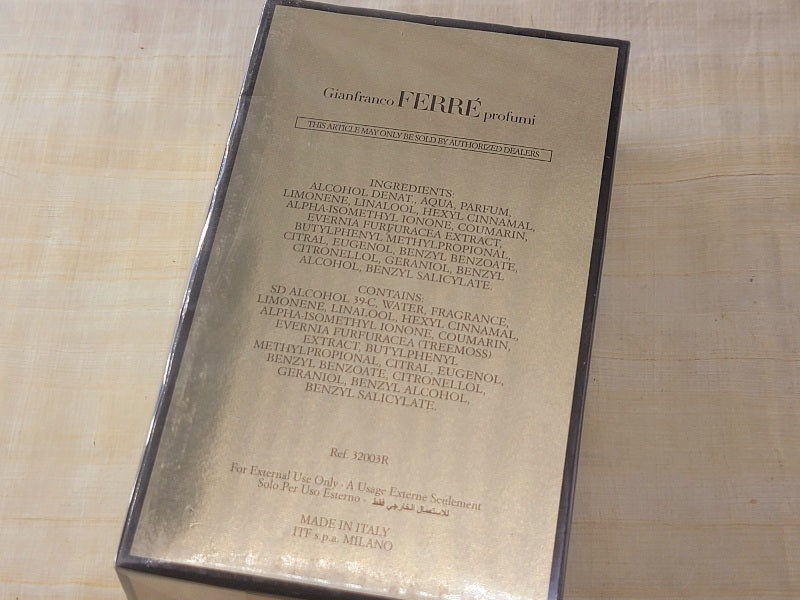 Gianfranco FERRÉ profumi
THIS ARTICLE MAY ONLY BE SOLD BY AUTHORIZED DEALERS
INGREDIENTS:
ALCOHOL DENAT., AQUA, PARFUM,
LIMONENE, LINALOOL, HEXYL CINNAMAL,
ALPHA-ISOMETHYL IONONE, COUMARIN,
EVERNIA FURFURACEA EXTRACT,
BUTYLPHENYL METHYLPROPIONAL,
CITRAL, EUGENOL, BENZYL BENZOATE,
CITRONELLOL, GERANIOL, BENZYL
ALCOHOL, BENZYL SALICYLATE.
CONTAINS:
SD ALCOHOL 39-C, WATER, FRAGRANCE,
LIMONENE, LINALOOL, HEXYL CINNAMAL,
ALPHA-ISOMETHYL IONONE, COUMARIN,
EVERNIA FURFURACEA (TREEMOSS)
EXTRACT, BUTYLPHENYL
METHYLPROPIONAL, CITRAL, EUGENOL,
BENZYL BENZOATE, CITRONELLOL,
GERANIOL, BENZYL ALCOHOL,
BENZYL SALICYLATE.
Ref. 32003R
For External Use Only - A Usage Externe Seulement
Solo Per Uso Esterno - للاستعمال الخارجي فقط
MADE IN ITALY
ITF s.p.a. MILANO